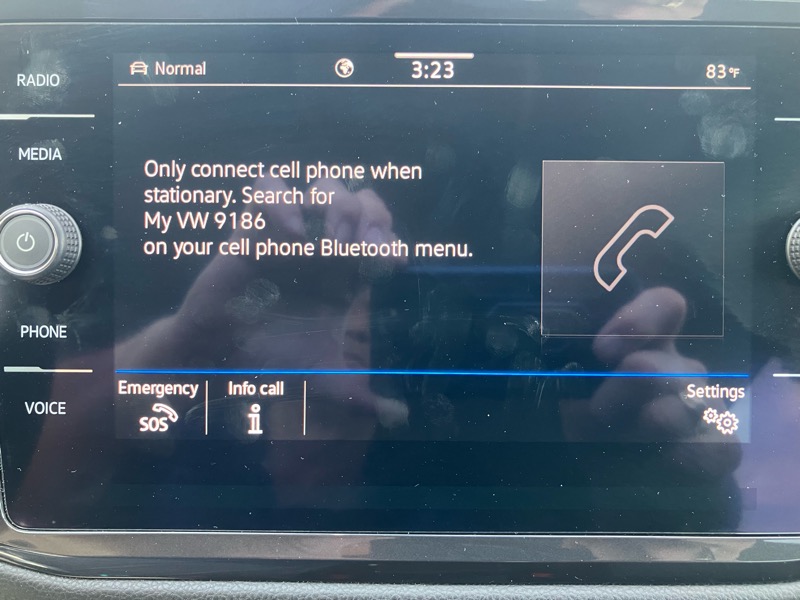 RADIO
MEDIA
PHONE
VOICE
Normal 3:23 83°F
Only connect cell phone when
stationary. Search for
My VW 9186
on your cell phone Bluetooth menu.
Emergency Info call Settings
SOS